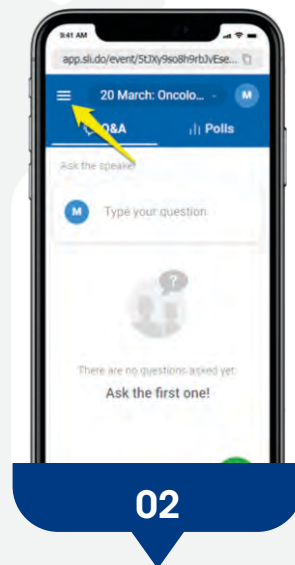 9:41 AM
app.sli.do/event/5tJXy9so8h9rbJvEse...
20 March: Oncolo...
M
Q&A
Polls
Ask the speaker
M
Type your question
?
There are no questions asked yet.
Ask the first one!
02